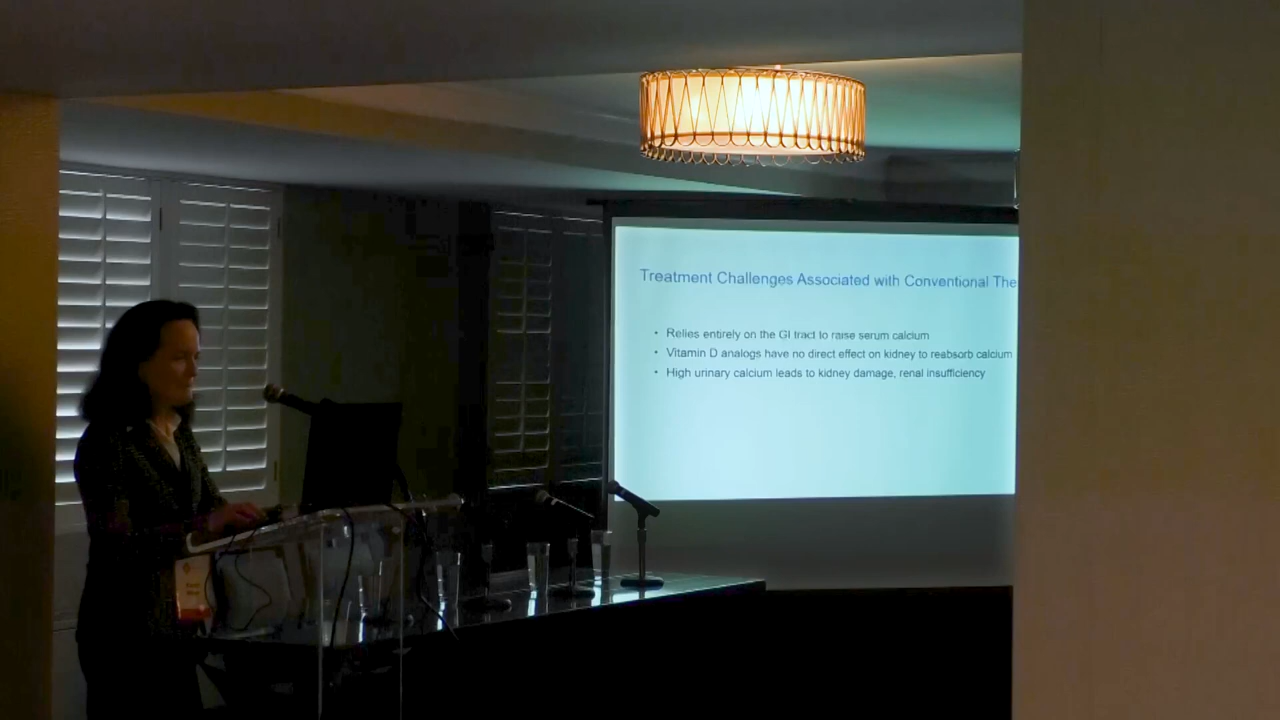 Treatment Challenges Associated with Conventional The
• Relies entirely on the GI tract to raise serum calcium
• Vitamin D analogs have no direct effect on kidney to reabsorb calcium
• High urinary calcium leads to kidney damage, renal insufficiency